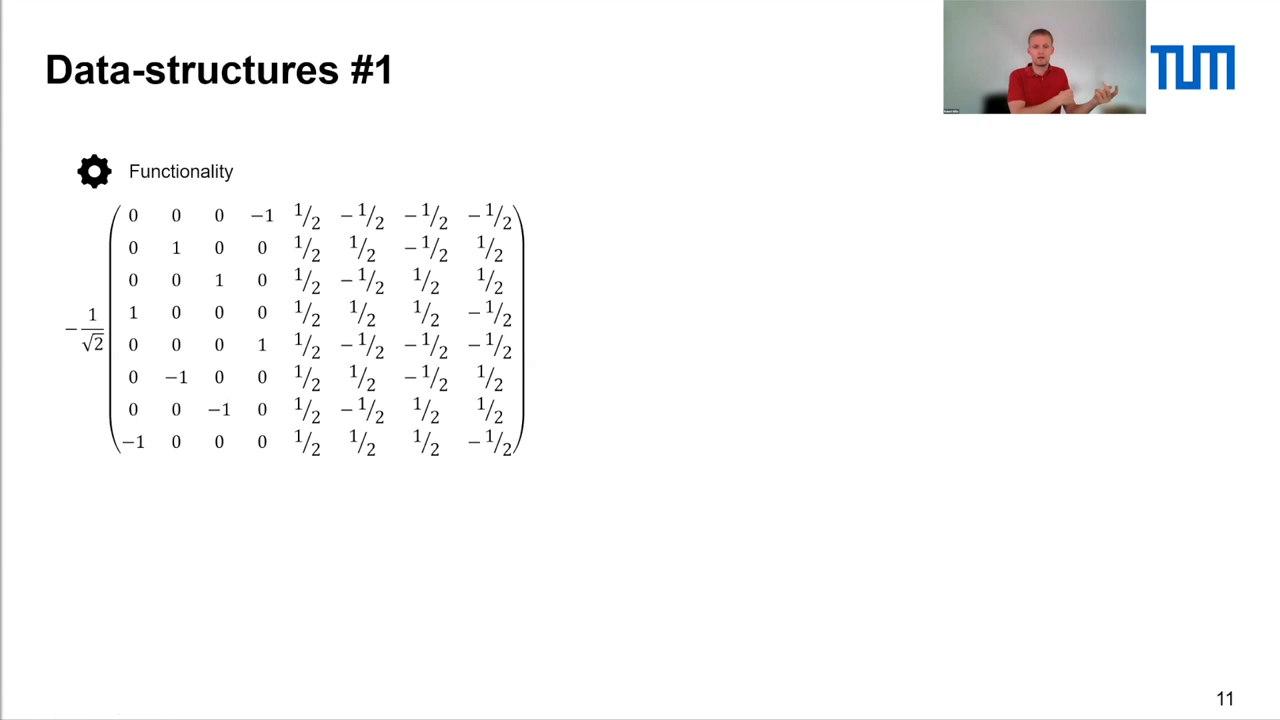 Data-structures #1
TUM
Functionality
0 0 0 −1 1/2 −1/2 −1/2 −1/2
0 1 0 0 1/2 1/2 −1/2 1/2
0 0 1 0 1/2 −1/2 1/2 1/2
1 0 0 0 1/2 1/2 1/2 −1/2
−1/√2
0 0 0 1 1/2 −1/2 −1/2 −1/2
0 −1 0 0 1/2 1/2 −1/2 1/2
0 0 −1 0 1/2 −1/2 1/2 1/2
−1 0 0 0 1/2 1/2 1/2 −1/2
11